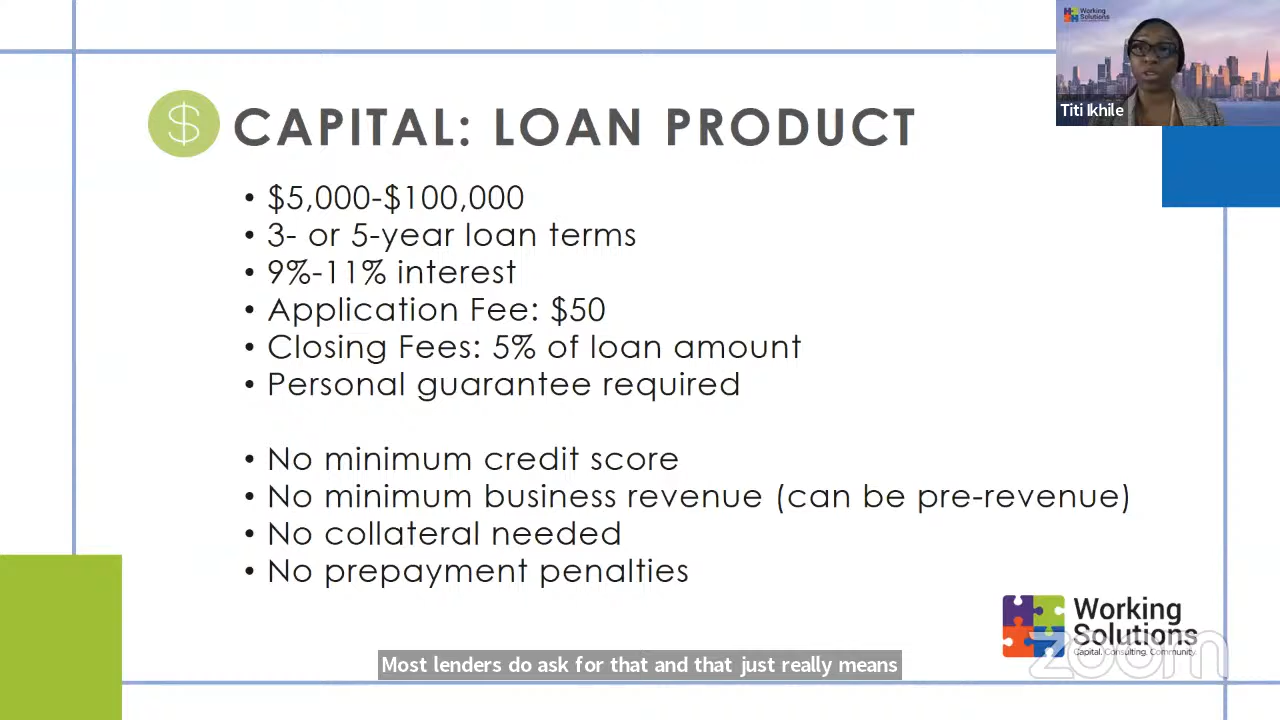 Working
Solutions
Titi Ikhile
$
CAPITAL: LOAN PRODUCT
• $5,000-$100,000
• 3- or 5-year loan terms
• 9%-11% interest
• Application Fee: $50
• Closing Fees: 5% of loan amount
• Personal guarantee required
• No minimum credit score
• No minimum business revenue (can be pre-revenue)
• No collateral needed
• No prepayment penalties
Working
Solutions
Capital. Consulting. Community.
zoom
Most lenders do ask for that and that just really means